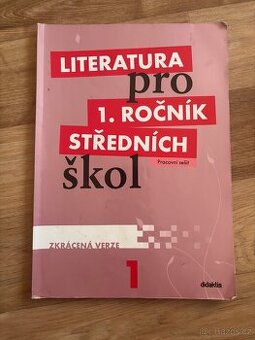 LITERATURA
pro
1. ROČNÍK
STŘEDNÍCH
Pracovní sešit
škol
ZKRÁCENÁ VERZE
1
didaktis